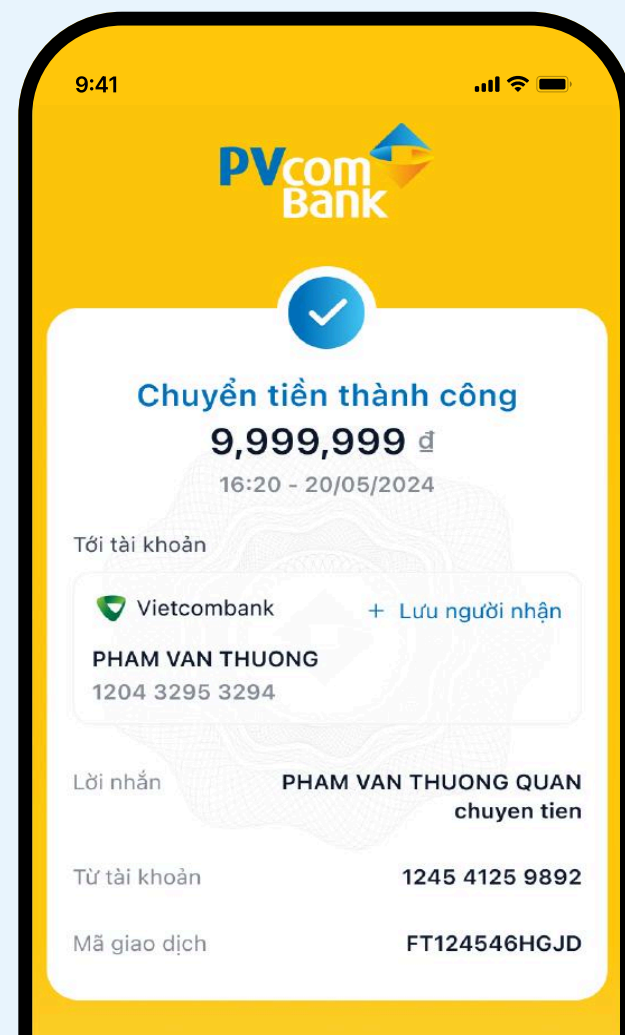 9:41
PVcom
Bank
Chuyển tiền thành công
9,999,999 đ
16:20 - 20/05/2024
Tới tài khoản
Vietcombank + Lưu người nhận
PHAM VAN THUONG
1204 3295 3294
Lời nhắn PHAM VAN THUONG QUAN
chuyen tien
Từ tài khoản 1245 4125 9892
Mã giao dịch FT124546HGJD